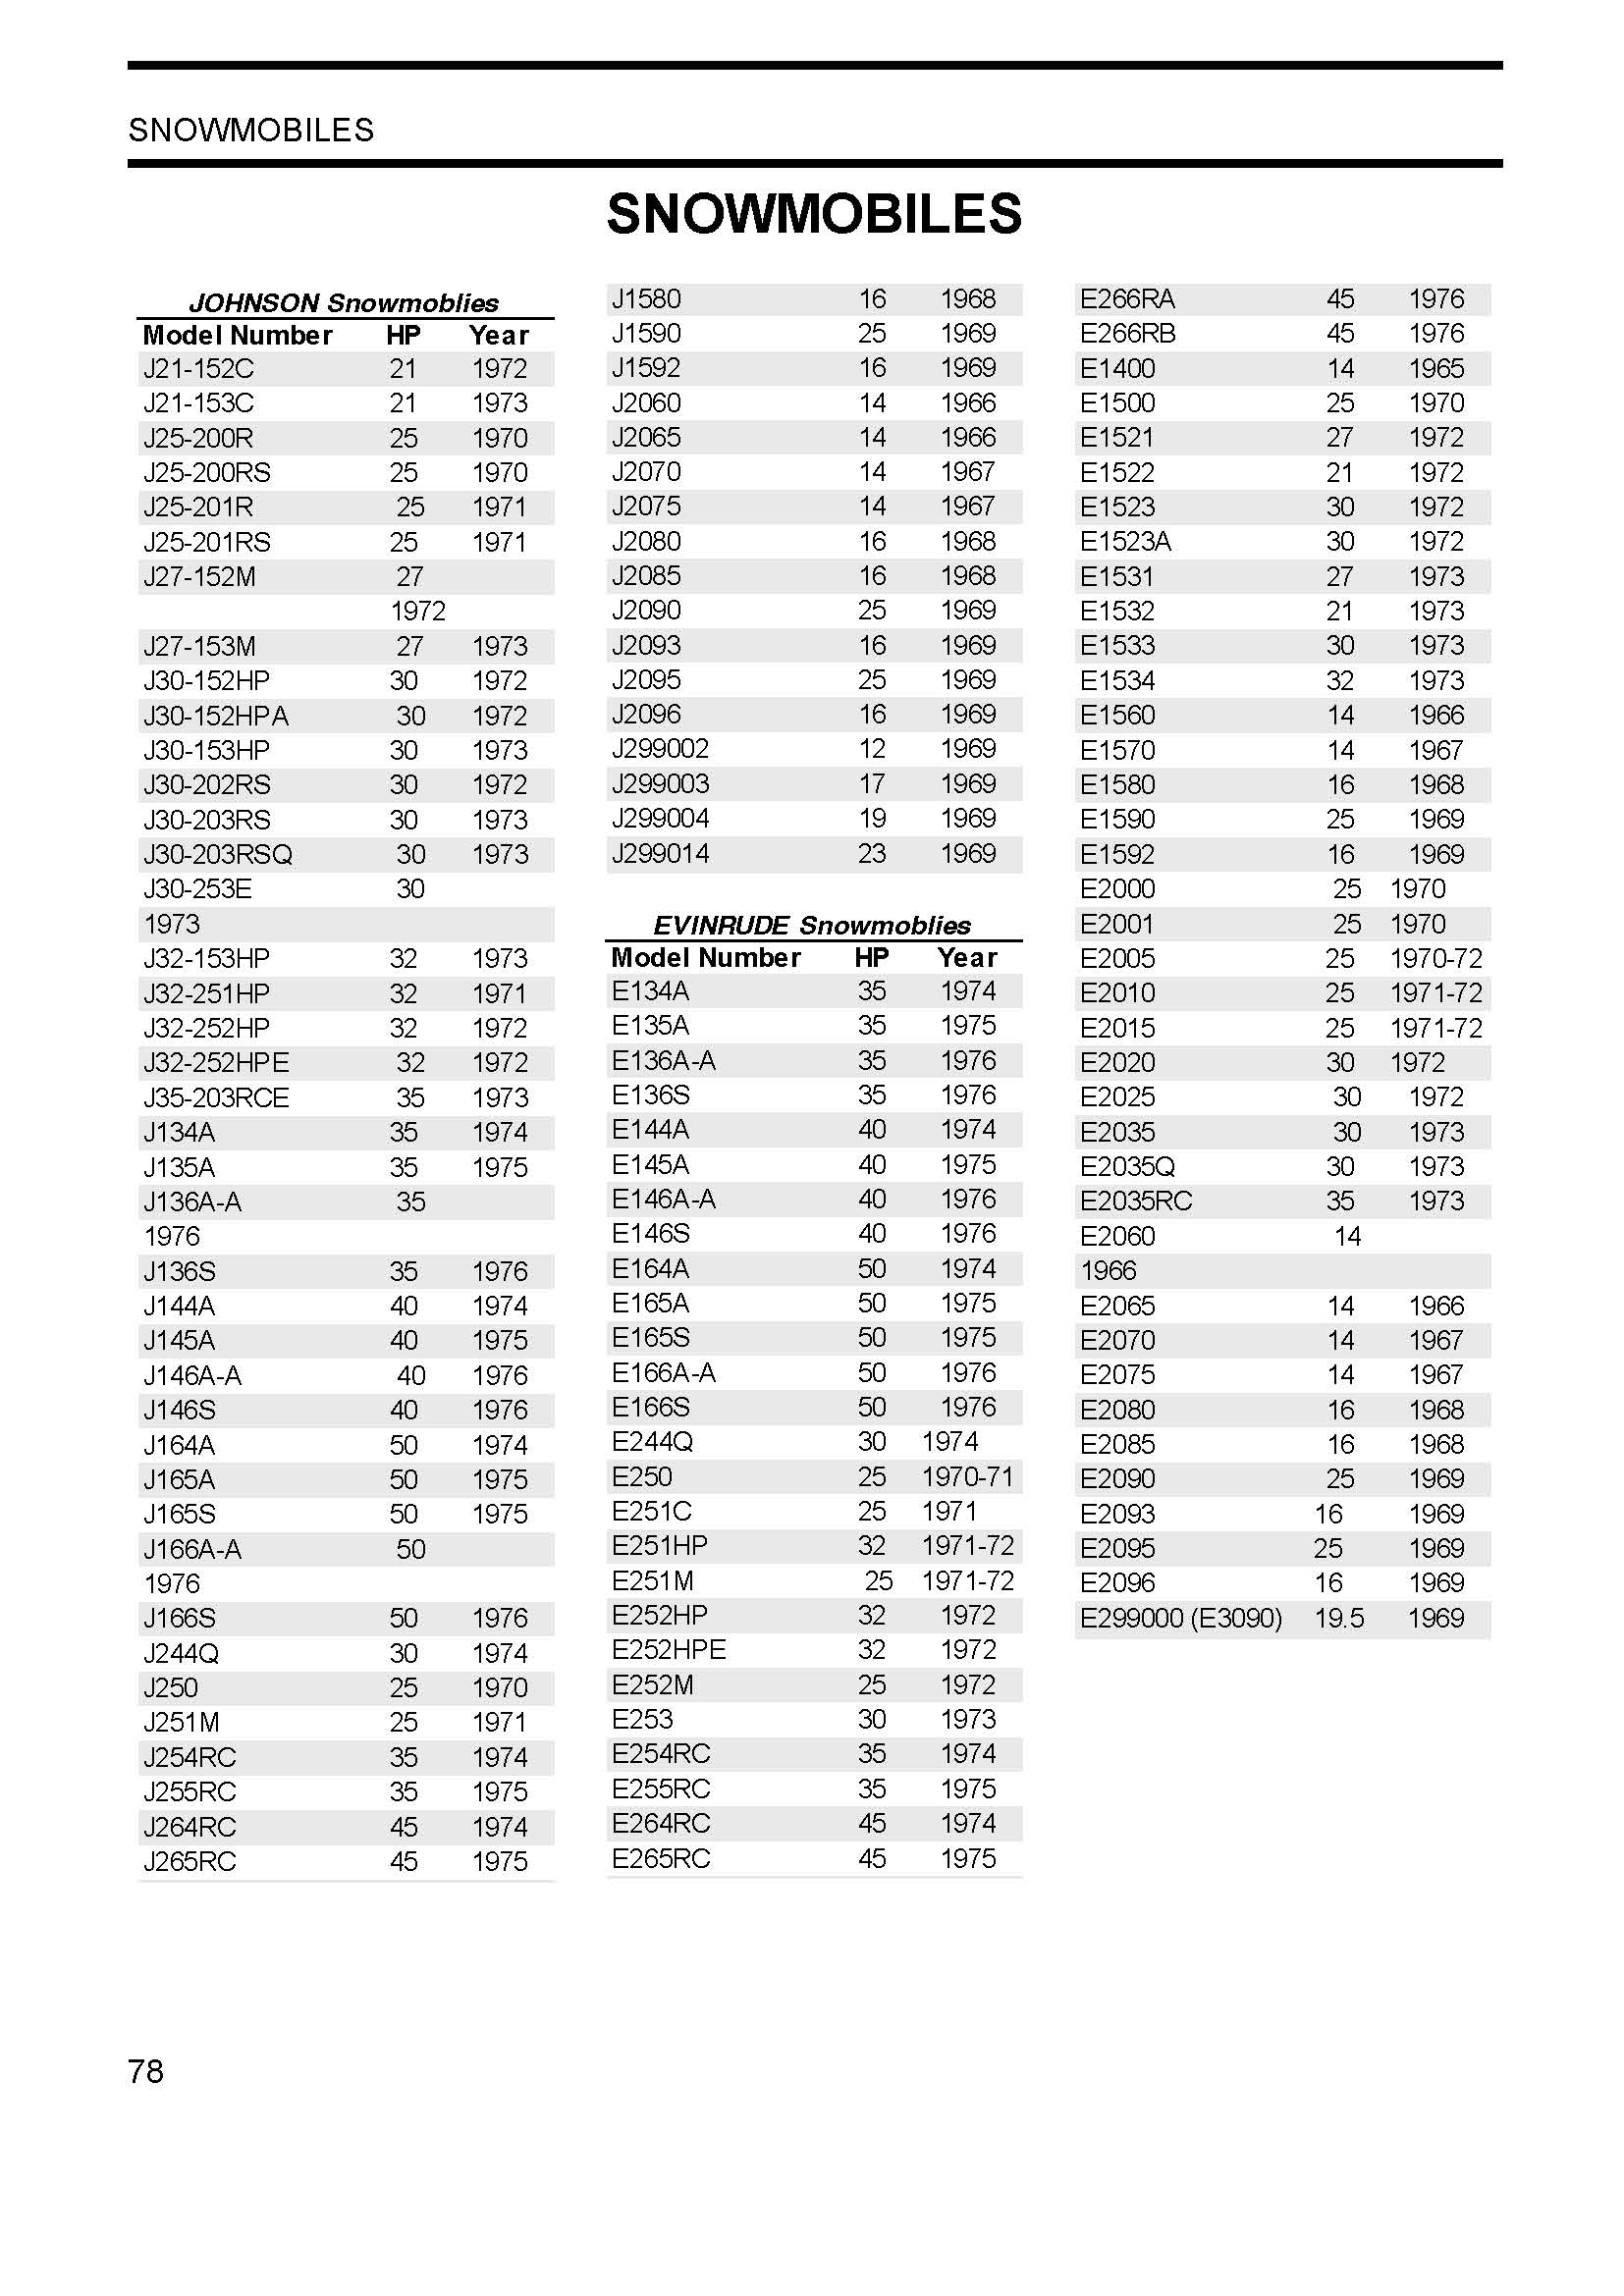 SNOWMOBILES
SNOWMOBILES
JOHNSON Snowmoblies
Model Number HP Year
J21-152C 21 1972
J21-153C 21 1973
J25-200R 25 1970
J25-200RS 25 1970
J25-201R 25 1971
J25-201RS 25 1971
J27-152M 27
1972
J27-153M 27 1973
J30-152HP 30 1972
J30-152HPA 30 1972
J30-153HP 30 1973
J30-202RS 30 1972
J30-203RS 30 1973
J30-203RSQ 30 1973
J30-253E 30
1973
J32-153HP 32 1973
J32-251HP 32 1971
J32-252HP 32 1972
J32-252HPE 32 1972
J35-203RCE 35 1973
J134A 35 1974
J135A 35 1975
J136A-A 35
1976
J136S 35 1976
J144A 40 1974
J145A 40 1975
J146A-A 40 1976
J146S 40 1976
J164A 50 1974
J165A 50 1975
J165S 50 1975
J166A-A 50
1976
J166S 50 1976
J244Q 30 1974
J250 25 1970
J251M 25 1971
J254RC 35 1974
J255RC 35 1975
J264RC 45 1974
J265RC 45 1975
J1580 16 1968
J1590 25 1969
J1592 16 1969
J2060 14 1966
J2065 14 1966
J2070 14 1967
J2075 14 1967
J2080 16 1968
J2085 16 1968
J2090 25 1969
J2093 16 1969
J2095 25 1969
J2096 16 1969
J299002 12 1969
J299003 17 1969
J299004 19 1969
J299014 23 1969
EVINRUDE Snowmoblies
Model Number HP Year
E134A 35 1974
E135A 35 1975
E136A-A 35 1976
E136S 35 1976
E144A 40 1974
E145A 40 1975
E146A-A 40 1976
E146S 40 1976
E164A 50 1974
E165A 50 1975
E165S 50 1975
E166A-A 50 1976
E166S 50 1976
E244Q 30 1974
E250 25 1970-71
E251C 25 1971
E251HP 32 1971-72
E251M 25 1971-72
E252HP 32 1972
E252HPE 32 1972
E252M 25 1972
E253 30 1973
E254RC 35 1974
E255RC 35 1975
E264RC 45 1974
E265RC 45 1975
E266RA 45 1976
E266RB 45 1976
E1400 14 1965
E1500 25 1970
E1521 27 1972
E1522 21 1972
E1523 30 1972
E1523A 30 1972
E1531 27 1973
E1532 21 1973
E1533 30 1973
E1534 32 1973
E1560 14 1966
E1570 14 1967
E1580 16 1968
E1590 25 1969
E1592 16 1969
E2000 25 1970
E2001 25 1970
E2005 25 1970-72
E2010 25 1971-72
E2015 25 1971-72
E2020 30 1972
E2025 30 1972
E2035 30 1973
E2035Q 30 1973
E2035RC 35 1973
E2060 14
1966
E2065 14 1966
E2070 14 1967
E2075 14 1967
E2080 16 1968
E2085 16 1968
E2090 25 1969
E2093 16 1969
E2095 25 1969
E2096 16 1969
E299000 (E3090) 19.5 1969
78